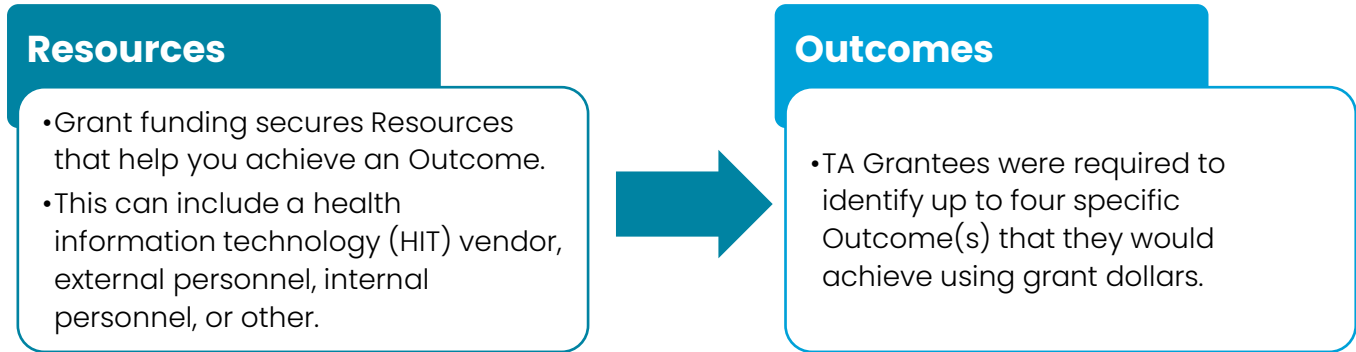 Resources
•Grant funding secures Resources
that help you achieve an Outcome.
•This can include a health
information technology (HIT) vendor,
external personnel, internal
personnel, or other.
Outcomes
•TA Grantees were required to
identify up to four specific
Outcome(s) that they would
achieve using grant dollars.